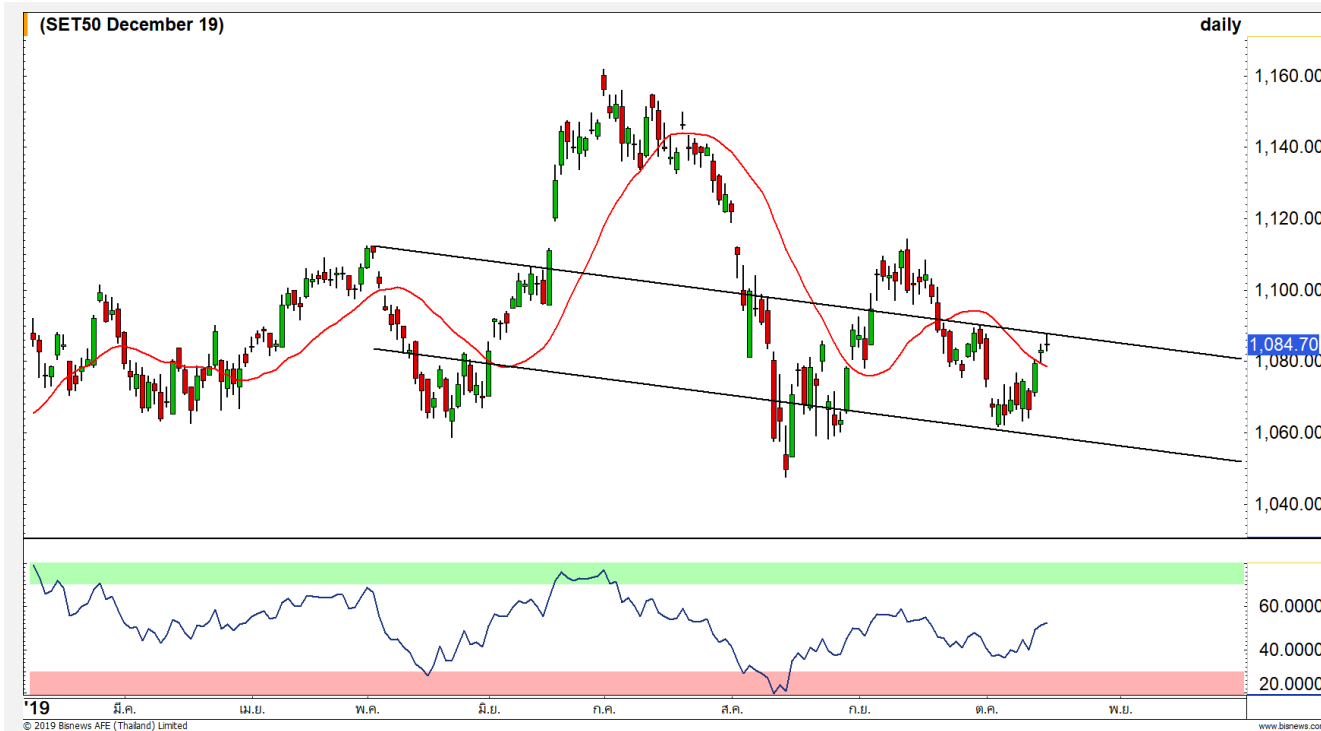 (SET50 December 19)
daily
1,160.00
1,140.00
1,120.00
1,100.00
1,084.70
1,080.00
1,060.00
1,040.00
60.0000
40.0000
20.0000
'19
มี.ค.
เม.ย.
พ.ค.
มิ.ย.
ก.ค.
ส.ค.
ก.ย.
ต.ค.
พ.ย.
© 2019 Bisnews AFE (Thailand) Limited
www.bisnews.com